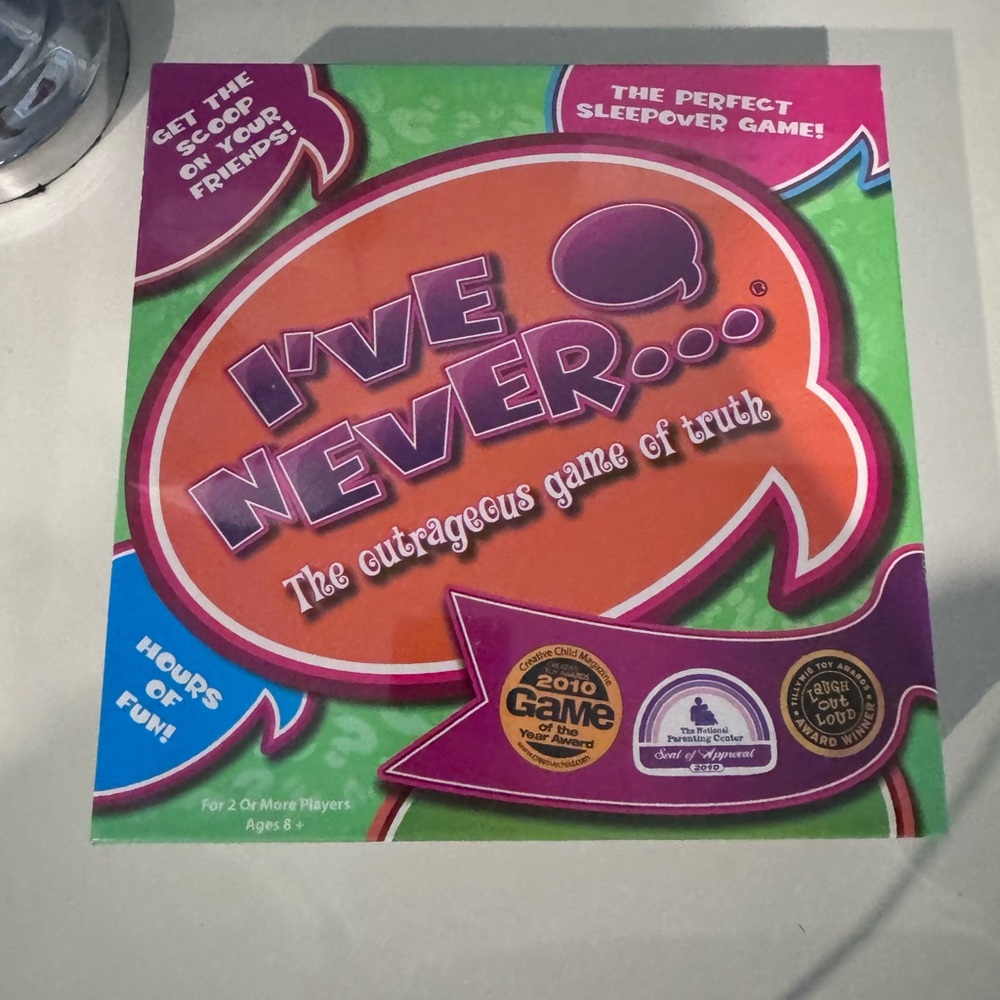 GET THE
SCOOP
ON YOUR
FRIENDS!
THE PERFECT
SLEEPOVER GAME!
I'VE
NEVER...®
The outrageous game of truth
HOURS
OF
FUN!
For 2 Or More Players
Ages 8 +
Creative Child Magazine
2010
Game
of the
Year Award
The National
Parenting Center
Seal of Approval
2010
TILLYWIG TOY AWARDS
LAUGH
'OUT
LOUD
AWARD WINNER